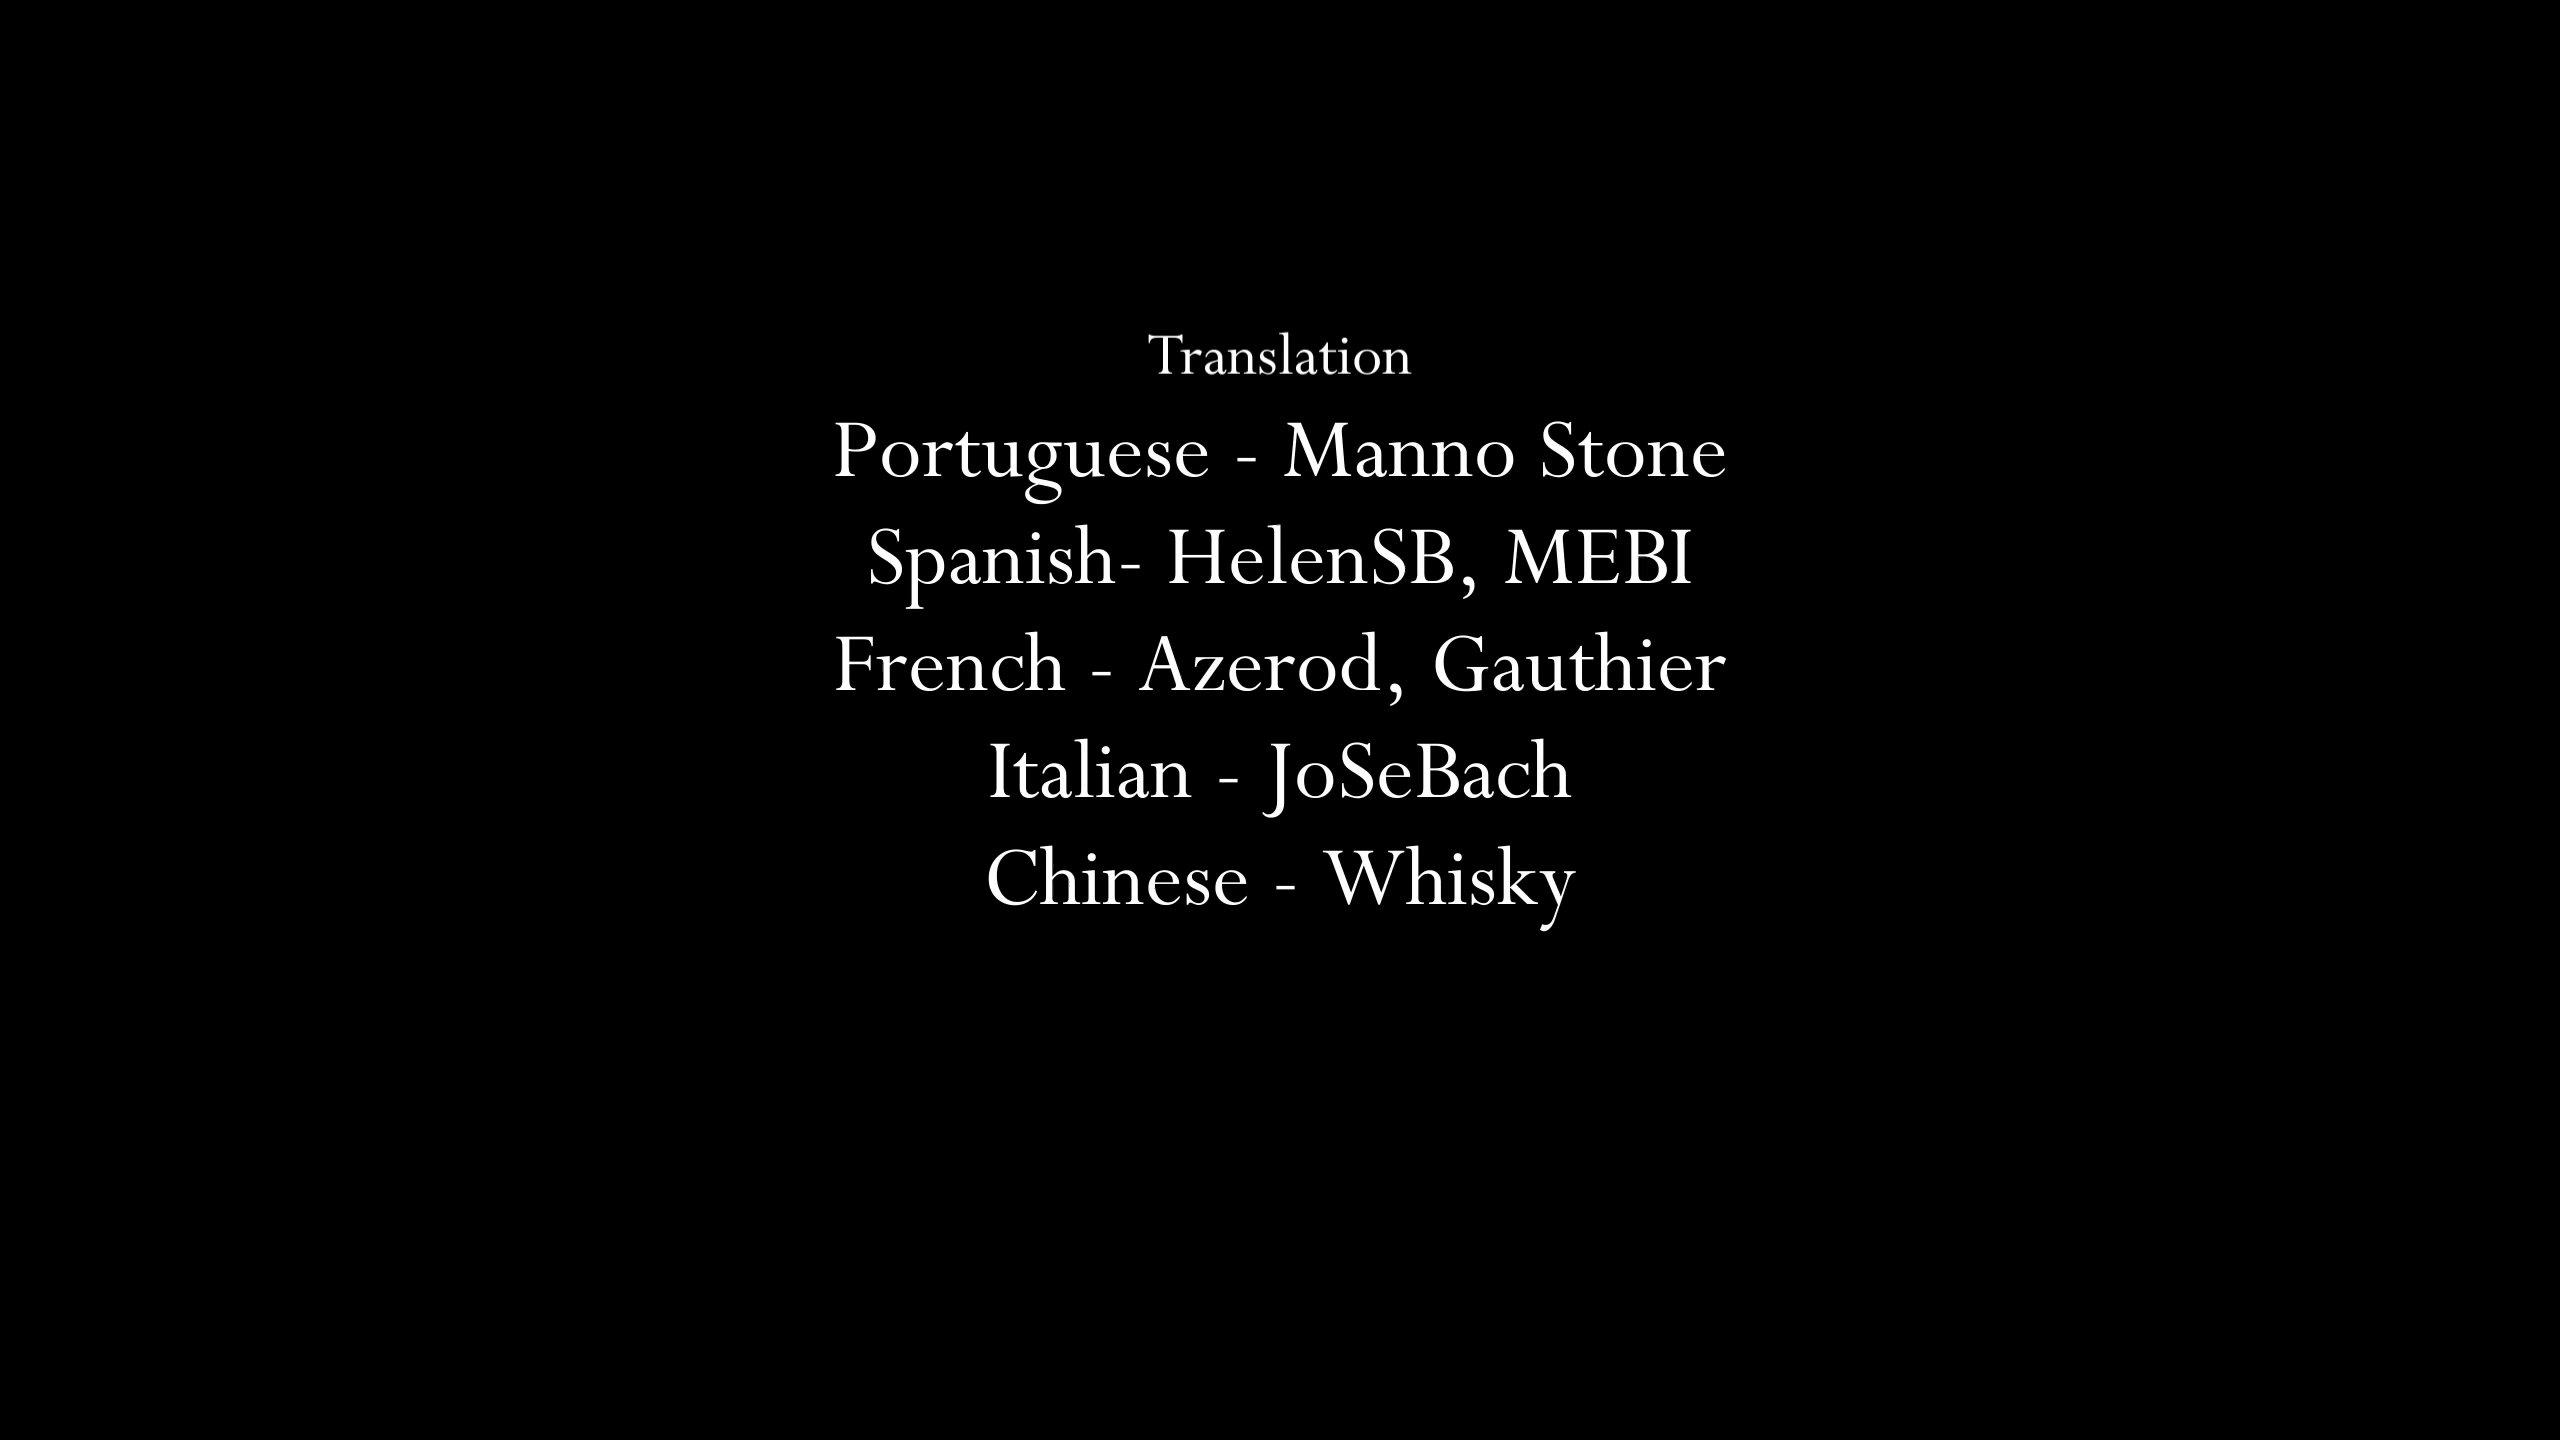 Translation
Portuguese - Manno Stone
Spanish- HelenSB, MEBI
French - Azerod, Gauthier
Italian - JoSeBach
Chinese - Whisky